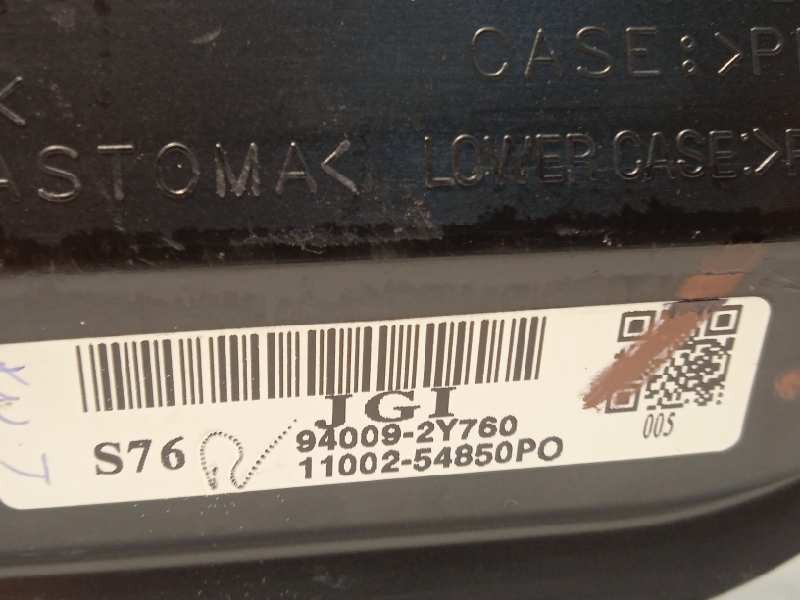 CASE:>P
ASTOMA<
LOWER CASE:>P
JGI
S76
94009-2Y760
11002-54850PO
005